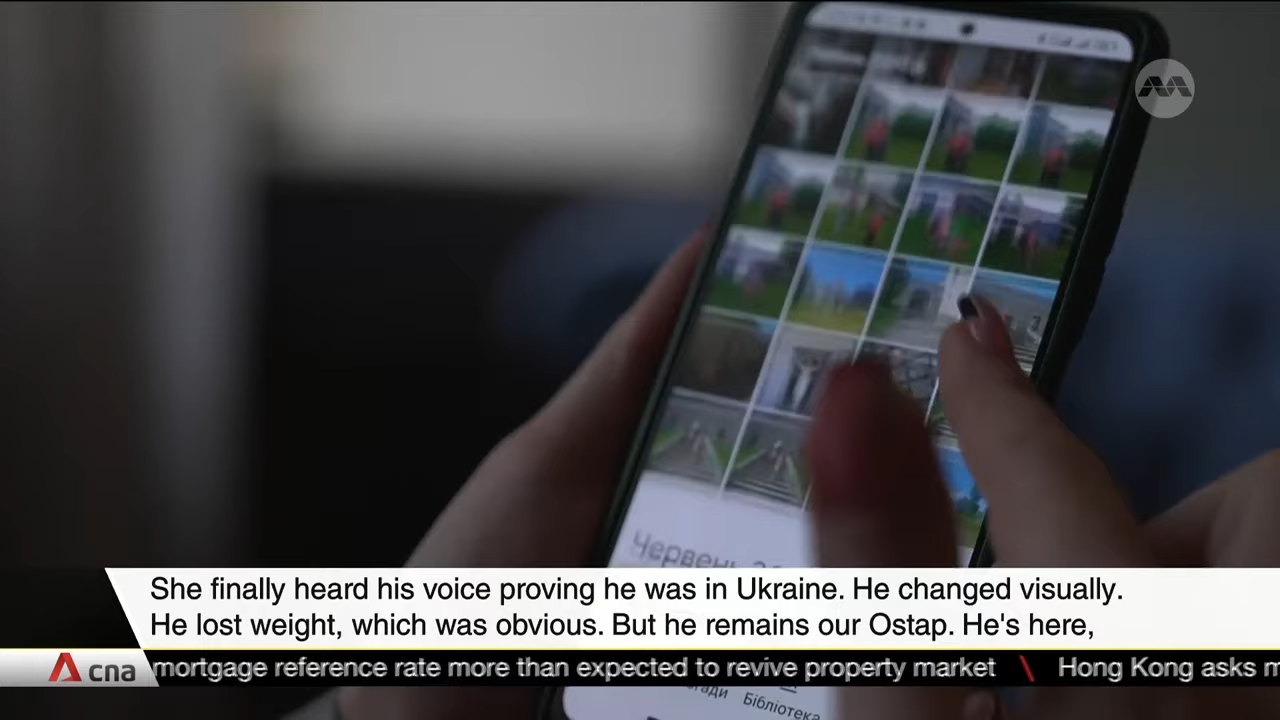 Червень
She finally heard his voice proving he was in Ukraine. He changed visually.
He lost weight, which was obvious. But he remains our Ostap. He's here,
cna
mortgage reference rate more than expected to revive property market \ Hong Kong asks
Бібліотека